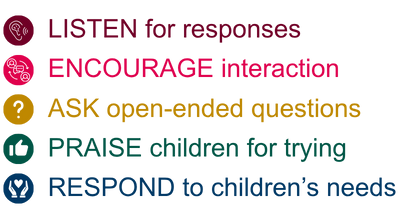 LISTEN for responses
ENCOURAGE interaction
ASK open-ended questions
PRAISE children for trying
RESPOND to children’s needs